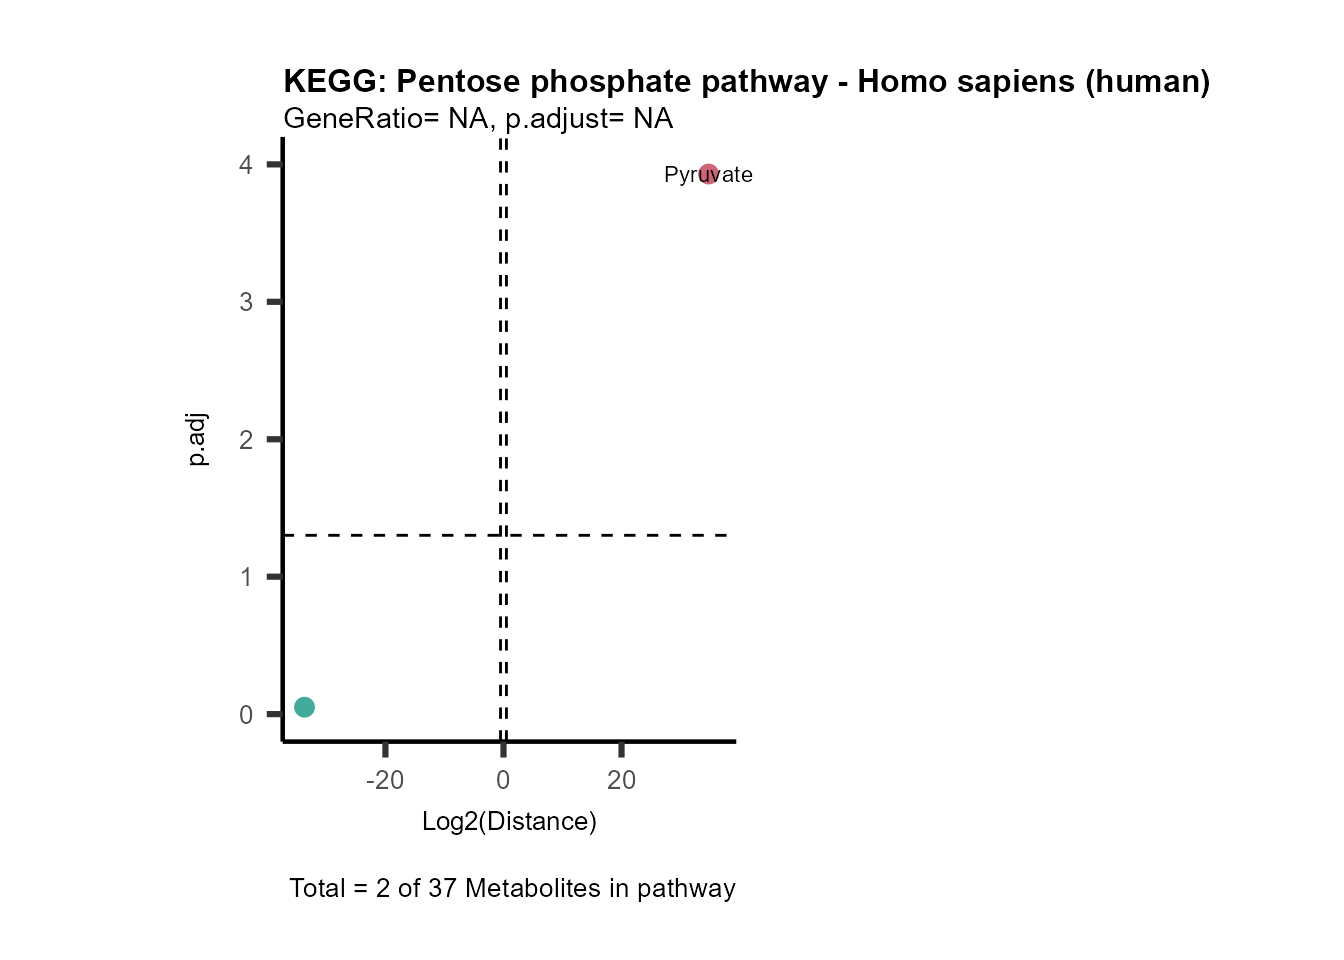 KEGG: Pentose phosphate pathway - Homo sapiens (human)
GeneRatio= NA, p.adjust= NA
4
Pyruvate
3
p.adj
2
1
0
-20 0 20
Log2(Distance)
Total = 2 of 37 Metabolites in pathway